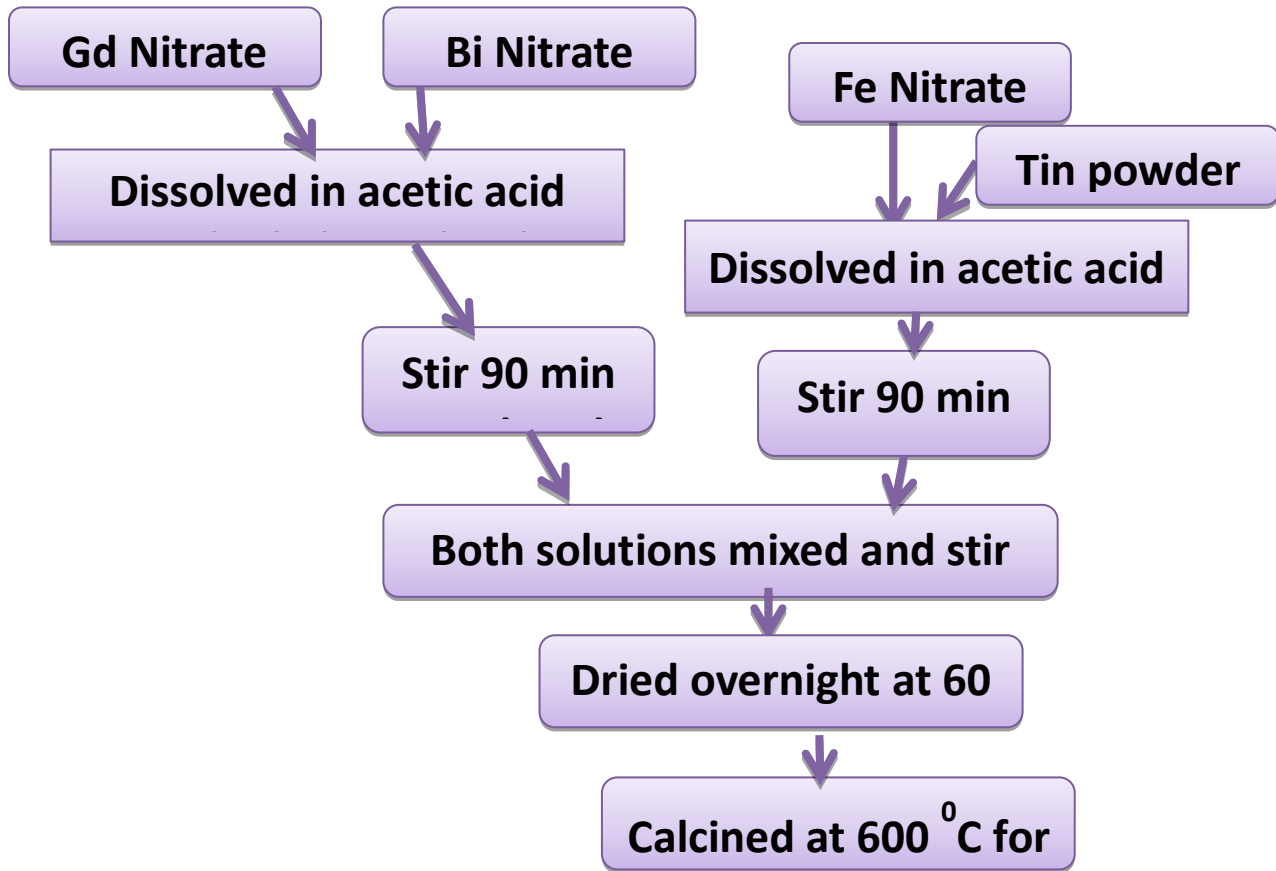 Gd Nitrate
Bi Nitrate
Fe Nitrate
Tin powder
Dissolved in acetic acid
Dissolved in acetic acid
Stir 90 min
Stir 90 min
Both solutions mixed and stir
Dried overnight at 60
Calcined at 600 ⁰C for